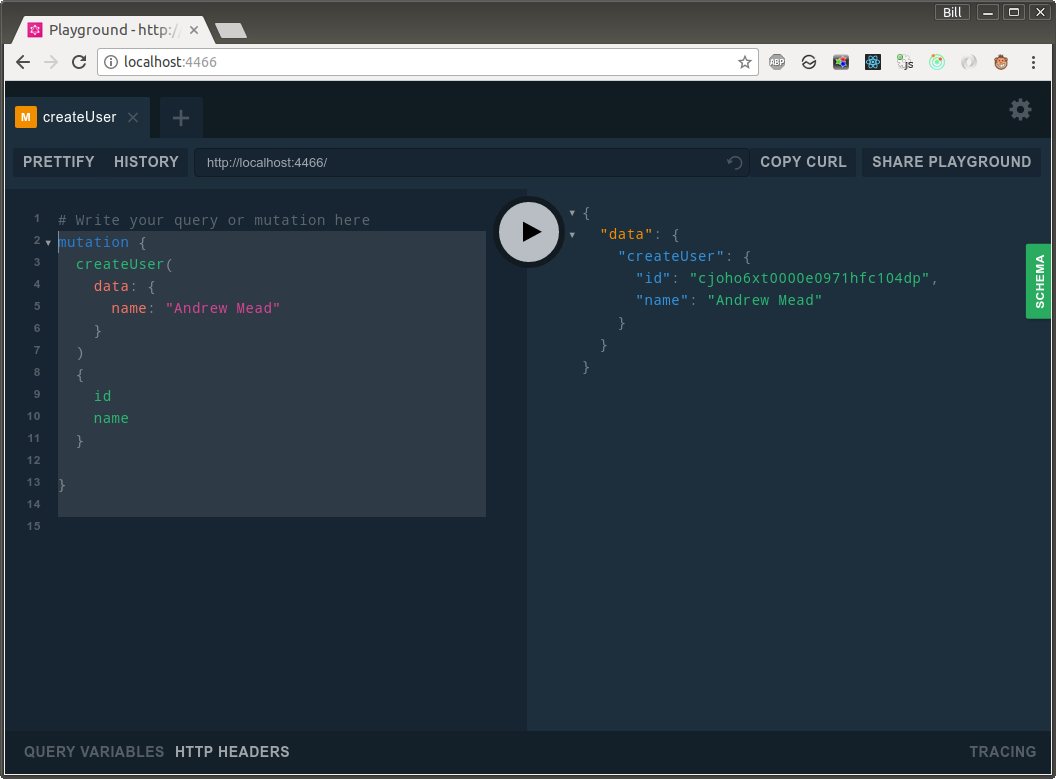 Bill
Playground - http:/
localhost:4466
ABP
JS
M createUser
PRETTIFY HISTORY http://localhost:4466/ COPY CURL SHARE PLAYGROUND
1 # Write your query or mutation here
2 mutation {
3 createUser(
4 data: {
5 name: "Andrew Mead"
6 }
7 )
8 {
9 id
10 name
11 }
12
13 }
14
15
{
"data": {
"createUser": {
"id": "cjoho6xt0000e0971hfc104dp",
"name": "Andrew Mead"
}
}
}
SCHEMA
QUERY VARIABLES HTTP HEADERS TRACING